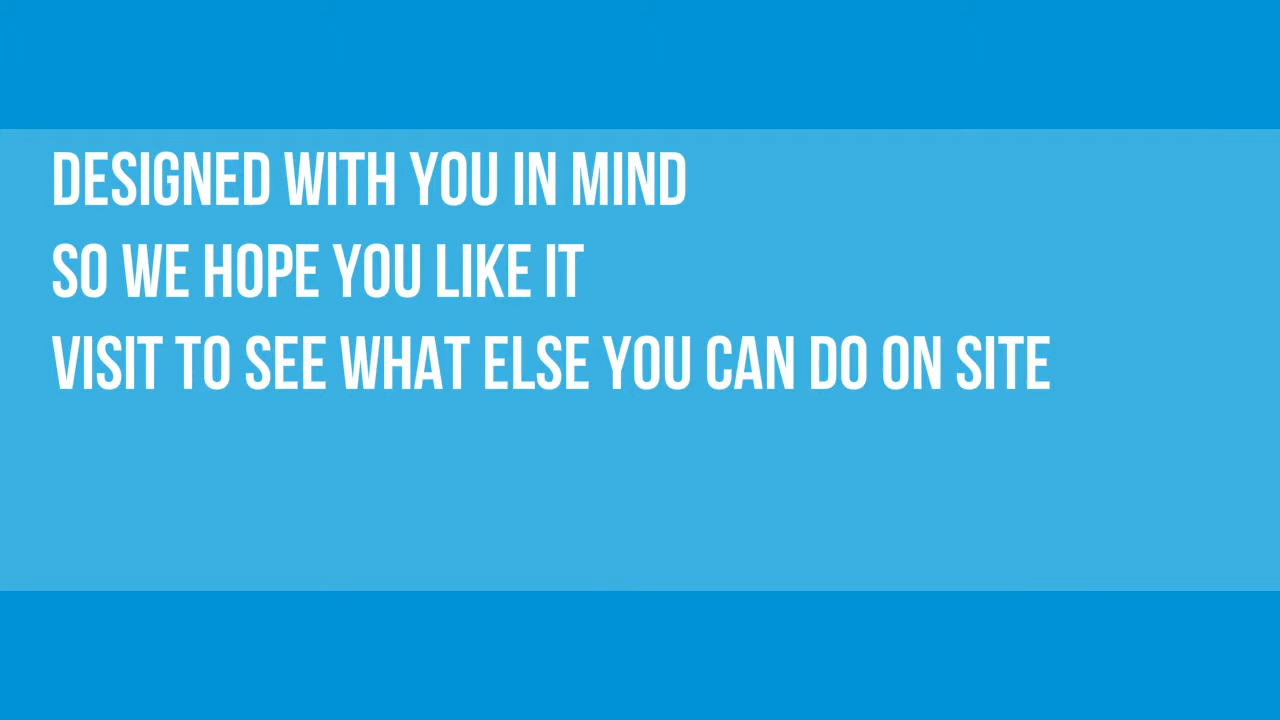 DESIGNED WITH YOU IN MIND
SO WE HOPE YOU LIKE IT
VISIT TO SEE WHAT ELSE YOU CAN DO ON SITE